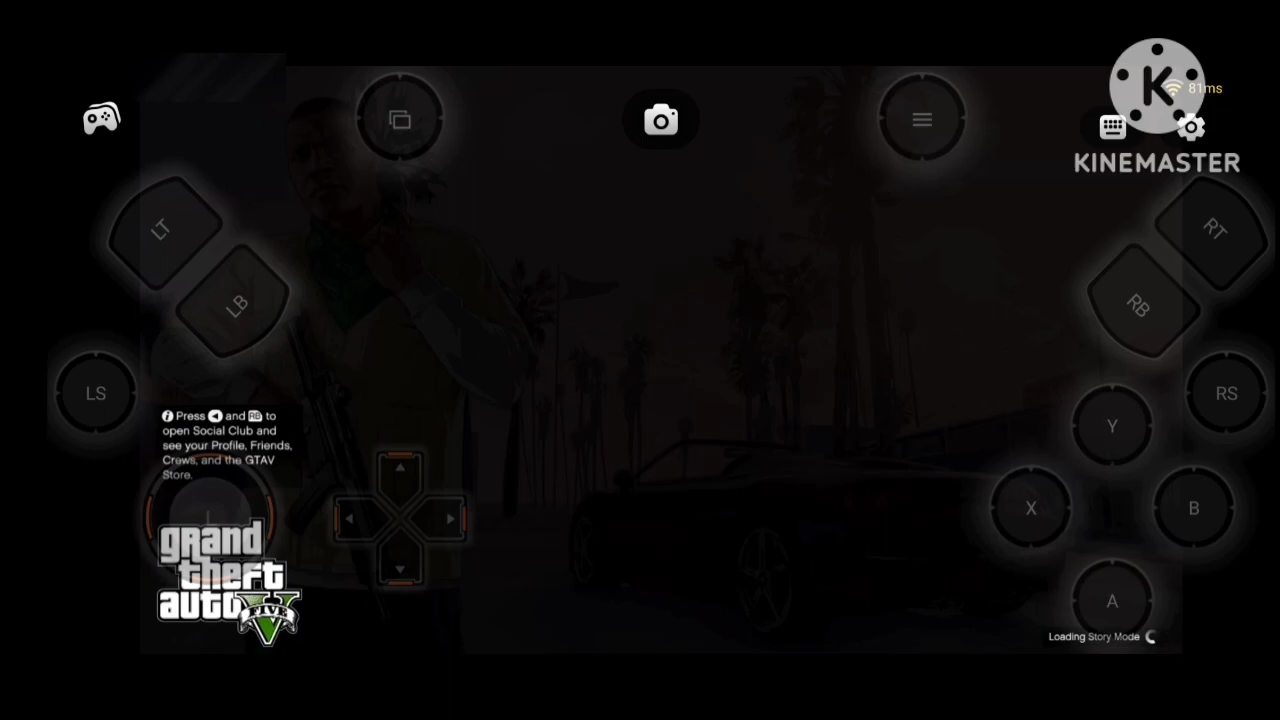 81ms
KINEMASTER
LT
RT
LB
RB
LS
RS
Press and RB to
open Social Club and
see your Profile, Friends,
Crews, and the GTAV
Store.
Y
X
B
A
L
grand
theft
auto
V
FIVE
Loading Story Mode
K